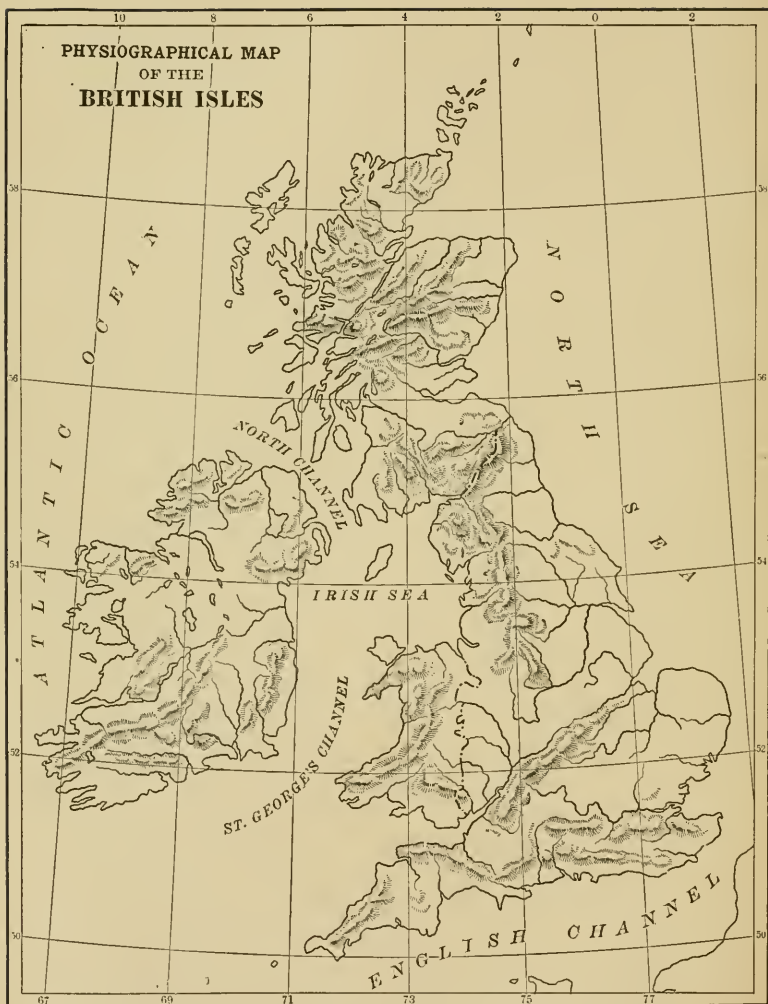 10 8 6 4 2 0 2
PHYSIOGRAPHICAL MAP
OF THE
BRITISH ISLES
58 58
ATLANTIC OCEAN
NORTH SEA
56 56
NORTH CHANNEL
54 54
IRISH SEA
ST. GEORGE'S CHANNEL
52 52
ENGLISH CHANNEL
50 50
67 69 71 73 75 77